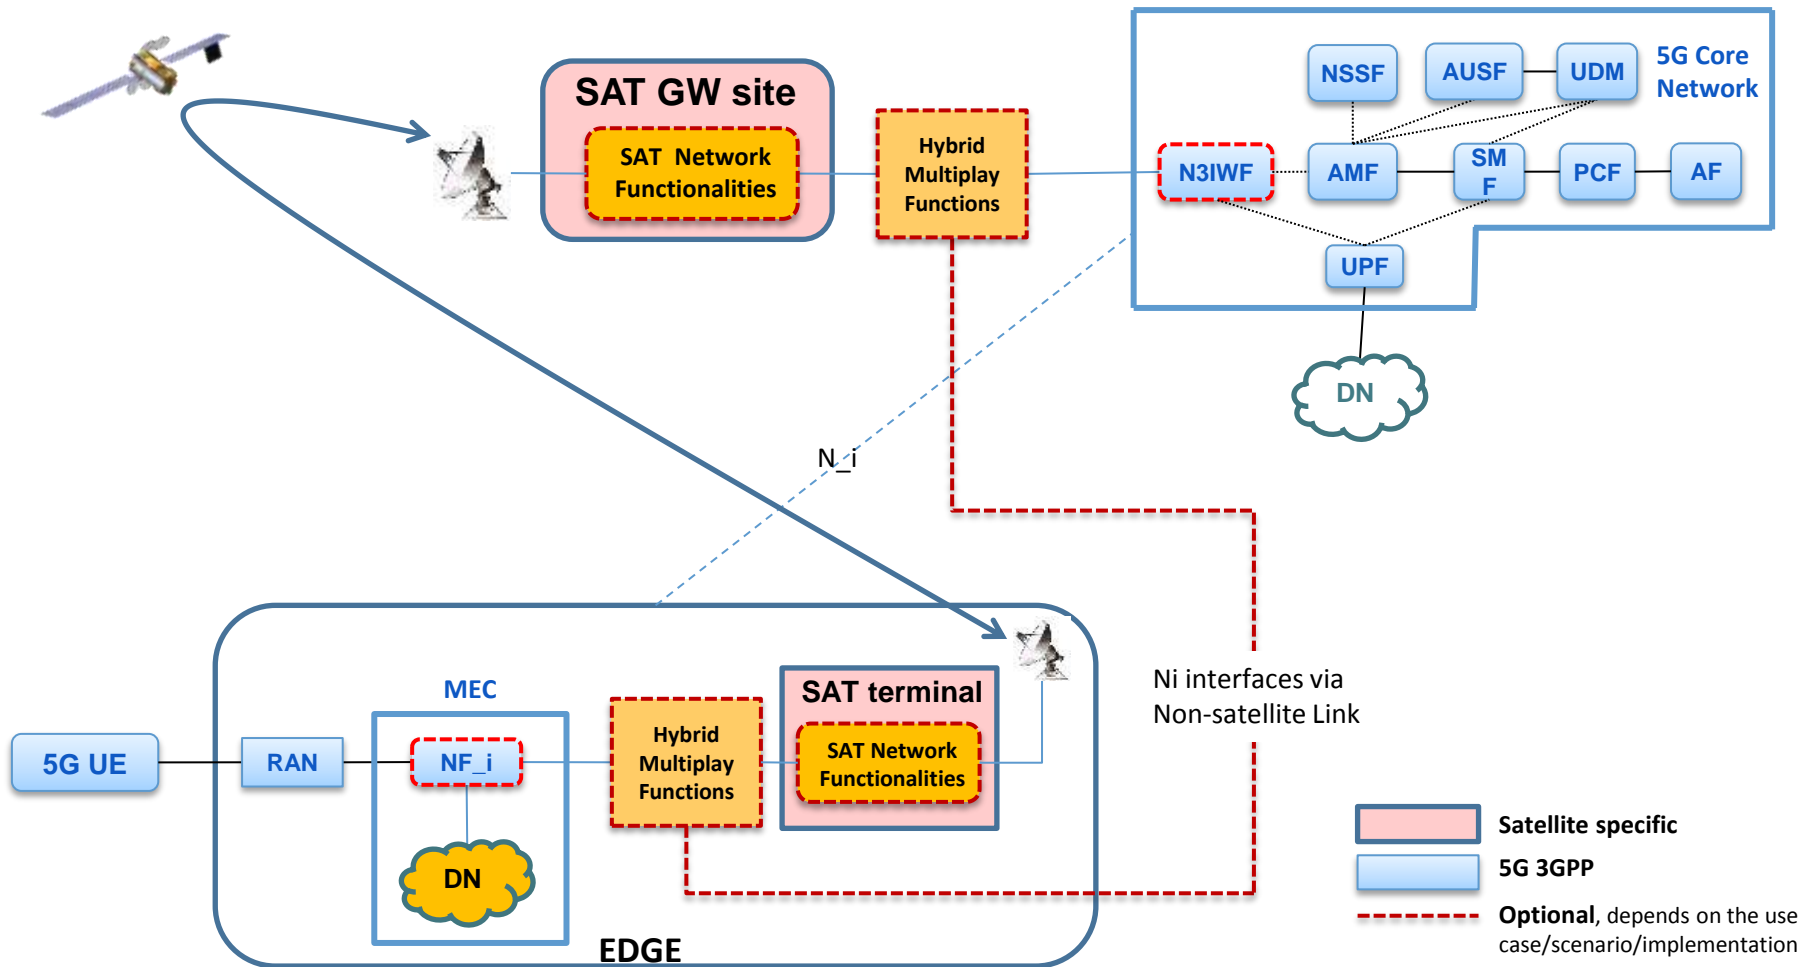 SAT GW site
SAT Network
Functionalities
Hybrid
Multiplay
Functions
5G Core
Network
NSSF
AUSF
UDM
N3IWF
AMF
SM
F
PCF
AF
UPF
DN
N_i
Ni interfaces via
Non-satellite Link
MEC
5G UE
RAN
NF_i
DN
Hybrid
Multiplay
Functions
SAT terminal
SAT Network
Functionalities
EDGE
Satellite specific
5G 3GPP
Optional, depends on the use
case/scenario/implementation